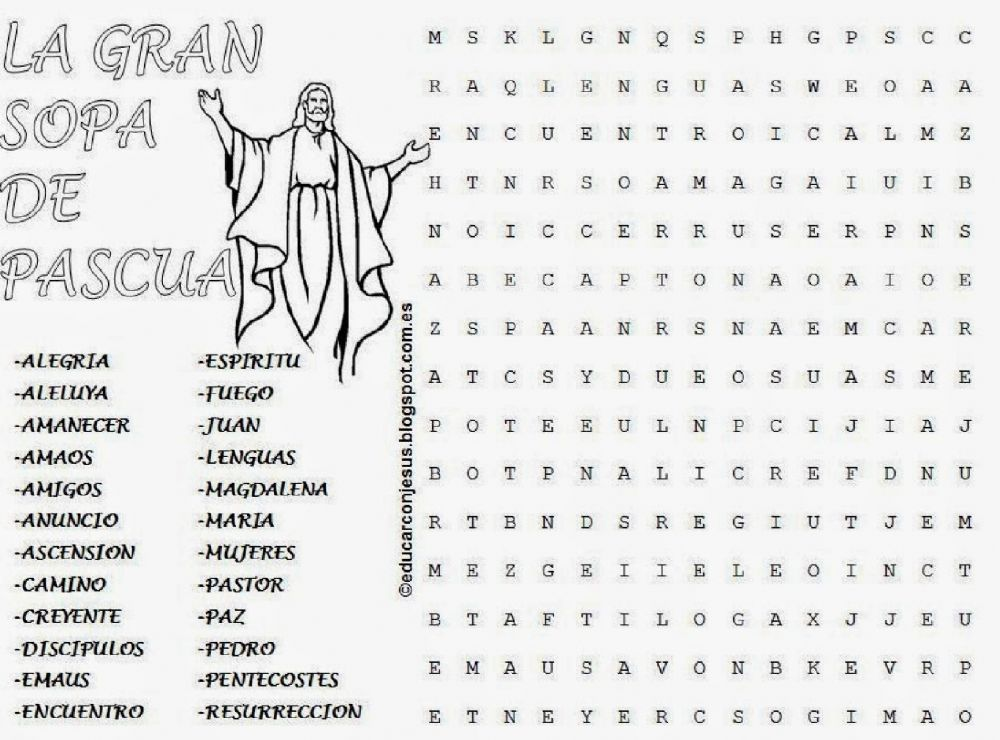 LA GRAN
SOPA
DE
PASCUA
-ALEGRIA
-ALELUYA
-AMANECER
-AMAOS
-AMIGOS
-ANUNCIO
-ASCENSION
-CAMINO
-CREYENTE
-DISCIPULOS
-EMAUS
-ENCUENTRO
-ESPIRITU
-FUEGO
-JUAN
-LENGUAS
-MAGDALENA
-MARIA
-MUJERES
-PASTOR
-PAZ
-PEDRO
-PENTECOSTES
-RESURRECCION
©educarconjesus.blogspot.com.es
M S K L G N Q S P H G P S C C
R A Q L E N G U A S W E O A A
E N C U E N T R O I C A L M Z
H T N R S O A M A G A I U I B
N O I C C E R R U S E R P N S
A B E C A P T O N A O A I O E
Z S P A A N R S N A E M C A R
A T C S Y D U E O S U A S M E
P O T E E U L N P C I J I A J
B O T P N A L I C R E F D N U
R T B N D S R E G I U T J E M
M E Z G E I I E L E O I N C T
B T A F T I L O G A X J J E U
E M A U S A V O N B K E V R P
E T N E Y E R C S O G I M A O